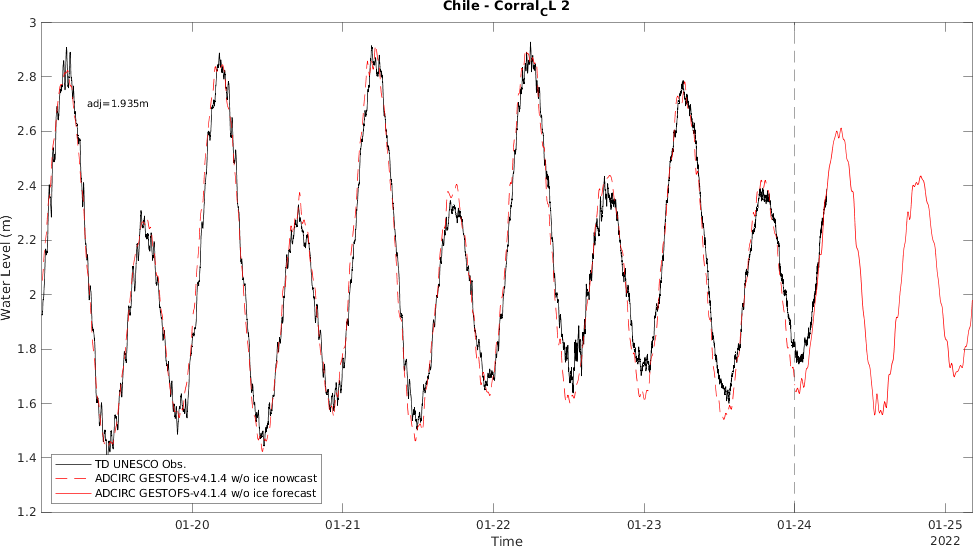 Chile - Corral_CL 2
3
2.8
2.6
2.4
2.2
2
1.8
1.6
1.4
1.2
Water Level (m)
adj=1.935m
TD UNESCO Obs.
ADCIRC GESTOFS-v4.1.4 w/o ice nowcast
ADCIRC GESTOFS-v4.1.4 w/o ice forecast
01-20
01-21
01-22
01-23
01-24
01-25
Time
2022